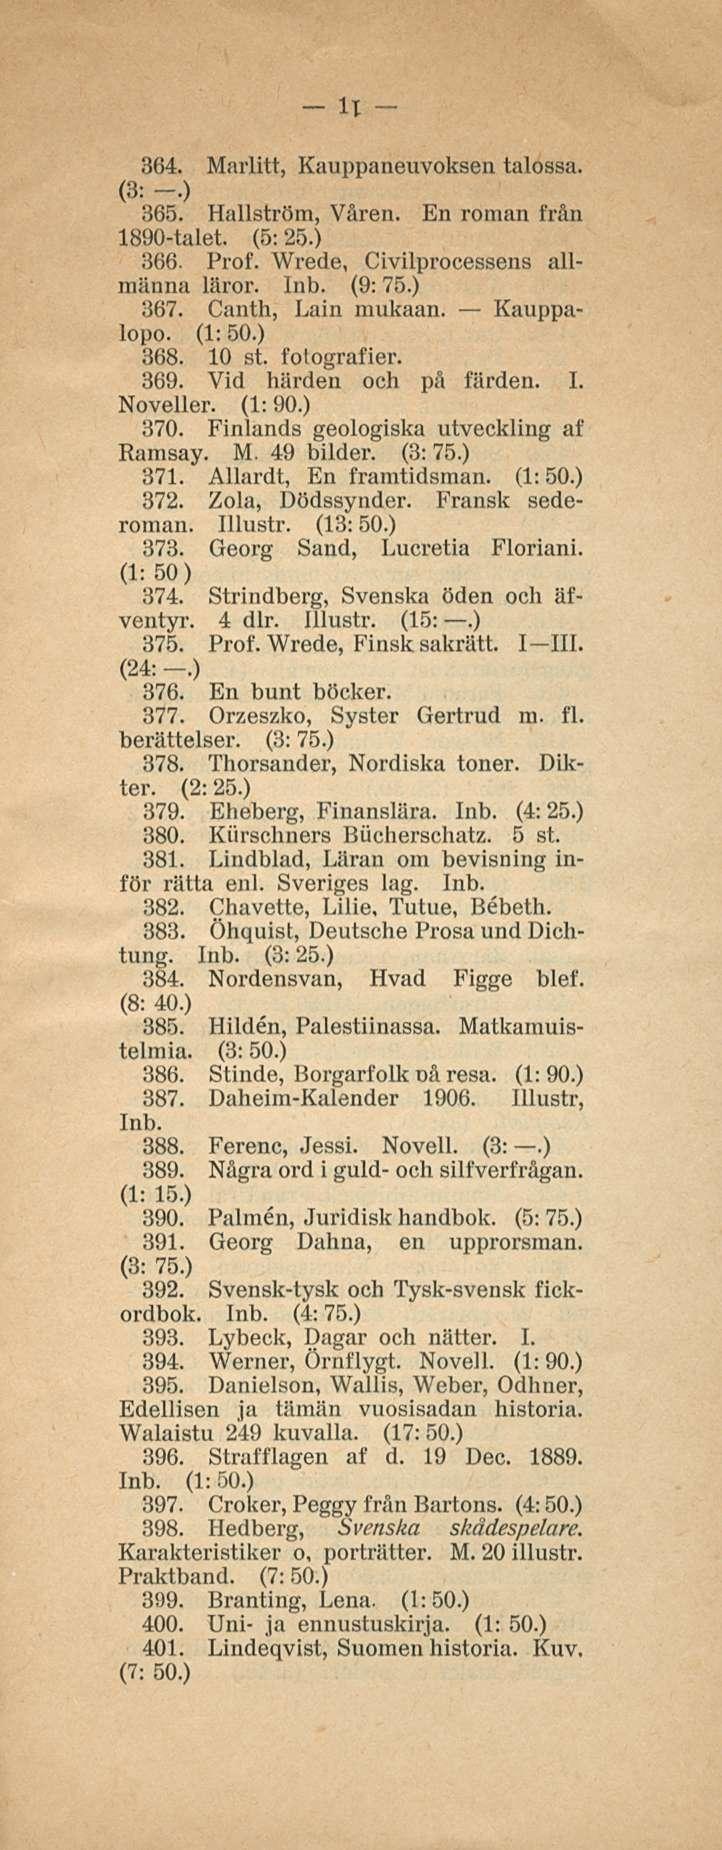 — 11 —
364. Marlitt, Kauppaneuvoksen talossa.
(3: —.)
365. Hallström, Våren. En roman från
1890-talet. (5: 25.)
366. Prof. Wrede, Civilprocessens all-
männa läror. Inb. (9: 75.)
367. Canth, Lain mukaan. — Kauppa-
lopo. (1: 50.)
368. 10 st. fotografier.
369. Vid härden och på färden. I.
Noveller. (1: 90.)
370. Finlands geologiska utveckling af
Ramsay. M. 49 bilder. (3: 75.)
371. Allardt, En framtidsman. (1: 50.)
372. Zola, Dödssynder. Fransk sede-
roman. Illustr. (13: 50.)
373. Georg Sand, Lucretia Floriani.
(1: 50)
374. Strindberg, Svenska öden och äf-
ventyr. 4 dlr. Illustr. (15: —.)
375. Prof. Wrede, Finsk sakrätt. I—III.
(24: —.)
376. En bunt böcker.
377. Orzeszko, Syster Gertrud m. fl.
berättelser. (3: 75.)
378. Thorsander, Nordiska toner. Dik-
ter. (2: 25.)
379. Eheberg, Finanslära. Inb. (4: 25.)
380. Kürschners Bücherschatz. 5 st.
381. Lindblad, Läran om bevisning in-
för rätta enl. Sveriges lag. Inb.
382. Chavette, Lilie, Tutue, Bébeth.
383. Öhquist, Deutsche Prosa und Dich-
tung. Inb. (3: 25.)
384. Nordensvan, Hvad Figge blef.
(8: 40.)
385. Hildén, Palestiinassa. Matkamuis-
telmia. (3: 50.)
386. Stinde, Borgarfolk på resa. (1: 90.)
387. Daheim-Kalender 1906. Illustr,
Inb.
388. Ferenc, Jessi. Novell. (3: —.)
389. Några ord i guld- och silfverfrågan.
(1: 15.)
390. Palmén, Juridisk handbok. (5: 75.)
391. Georg Dahna, en upprorsman.
(3: 75.)
392. Svensk-tysk och Tysk-svensk fick-
ordbok. Inb. (4: 75.)
393. Lybeck, Dagar och nätter. I.
394. Werner, Örnflygt. Novell. (1: 90.)
395. Danielson, Wallis, Weber, Odhner,
Edellisen ja tämän vuosisadan historia.
Walaistu 249 kuvalla. (17: 50.)
396. Strafflagen af d. 19 Dec. 1889.
Inb. (1: 50.)
397. Croker, Peggy från Bartons. (4: 50.)
398. Hedberg, Svenska skådespelare.
Karakteristiker o, porträtter. M. 20 illustr.
Praktband. (7: 50.)
399. Branting, Lena. (1: 50.)
400. Uni- ja ennustuskirja. (1: 50.)
401. Lindeqvist, Suomen historia. Kuv.
(7: 50.)